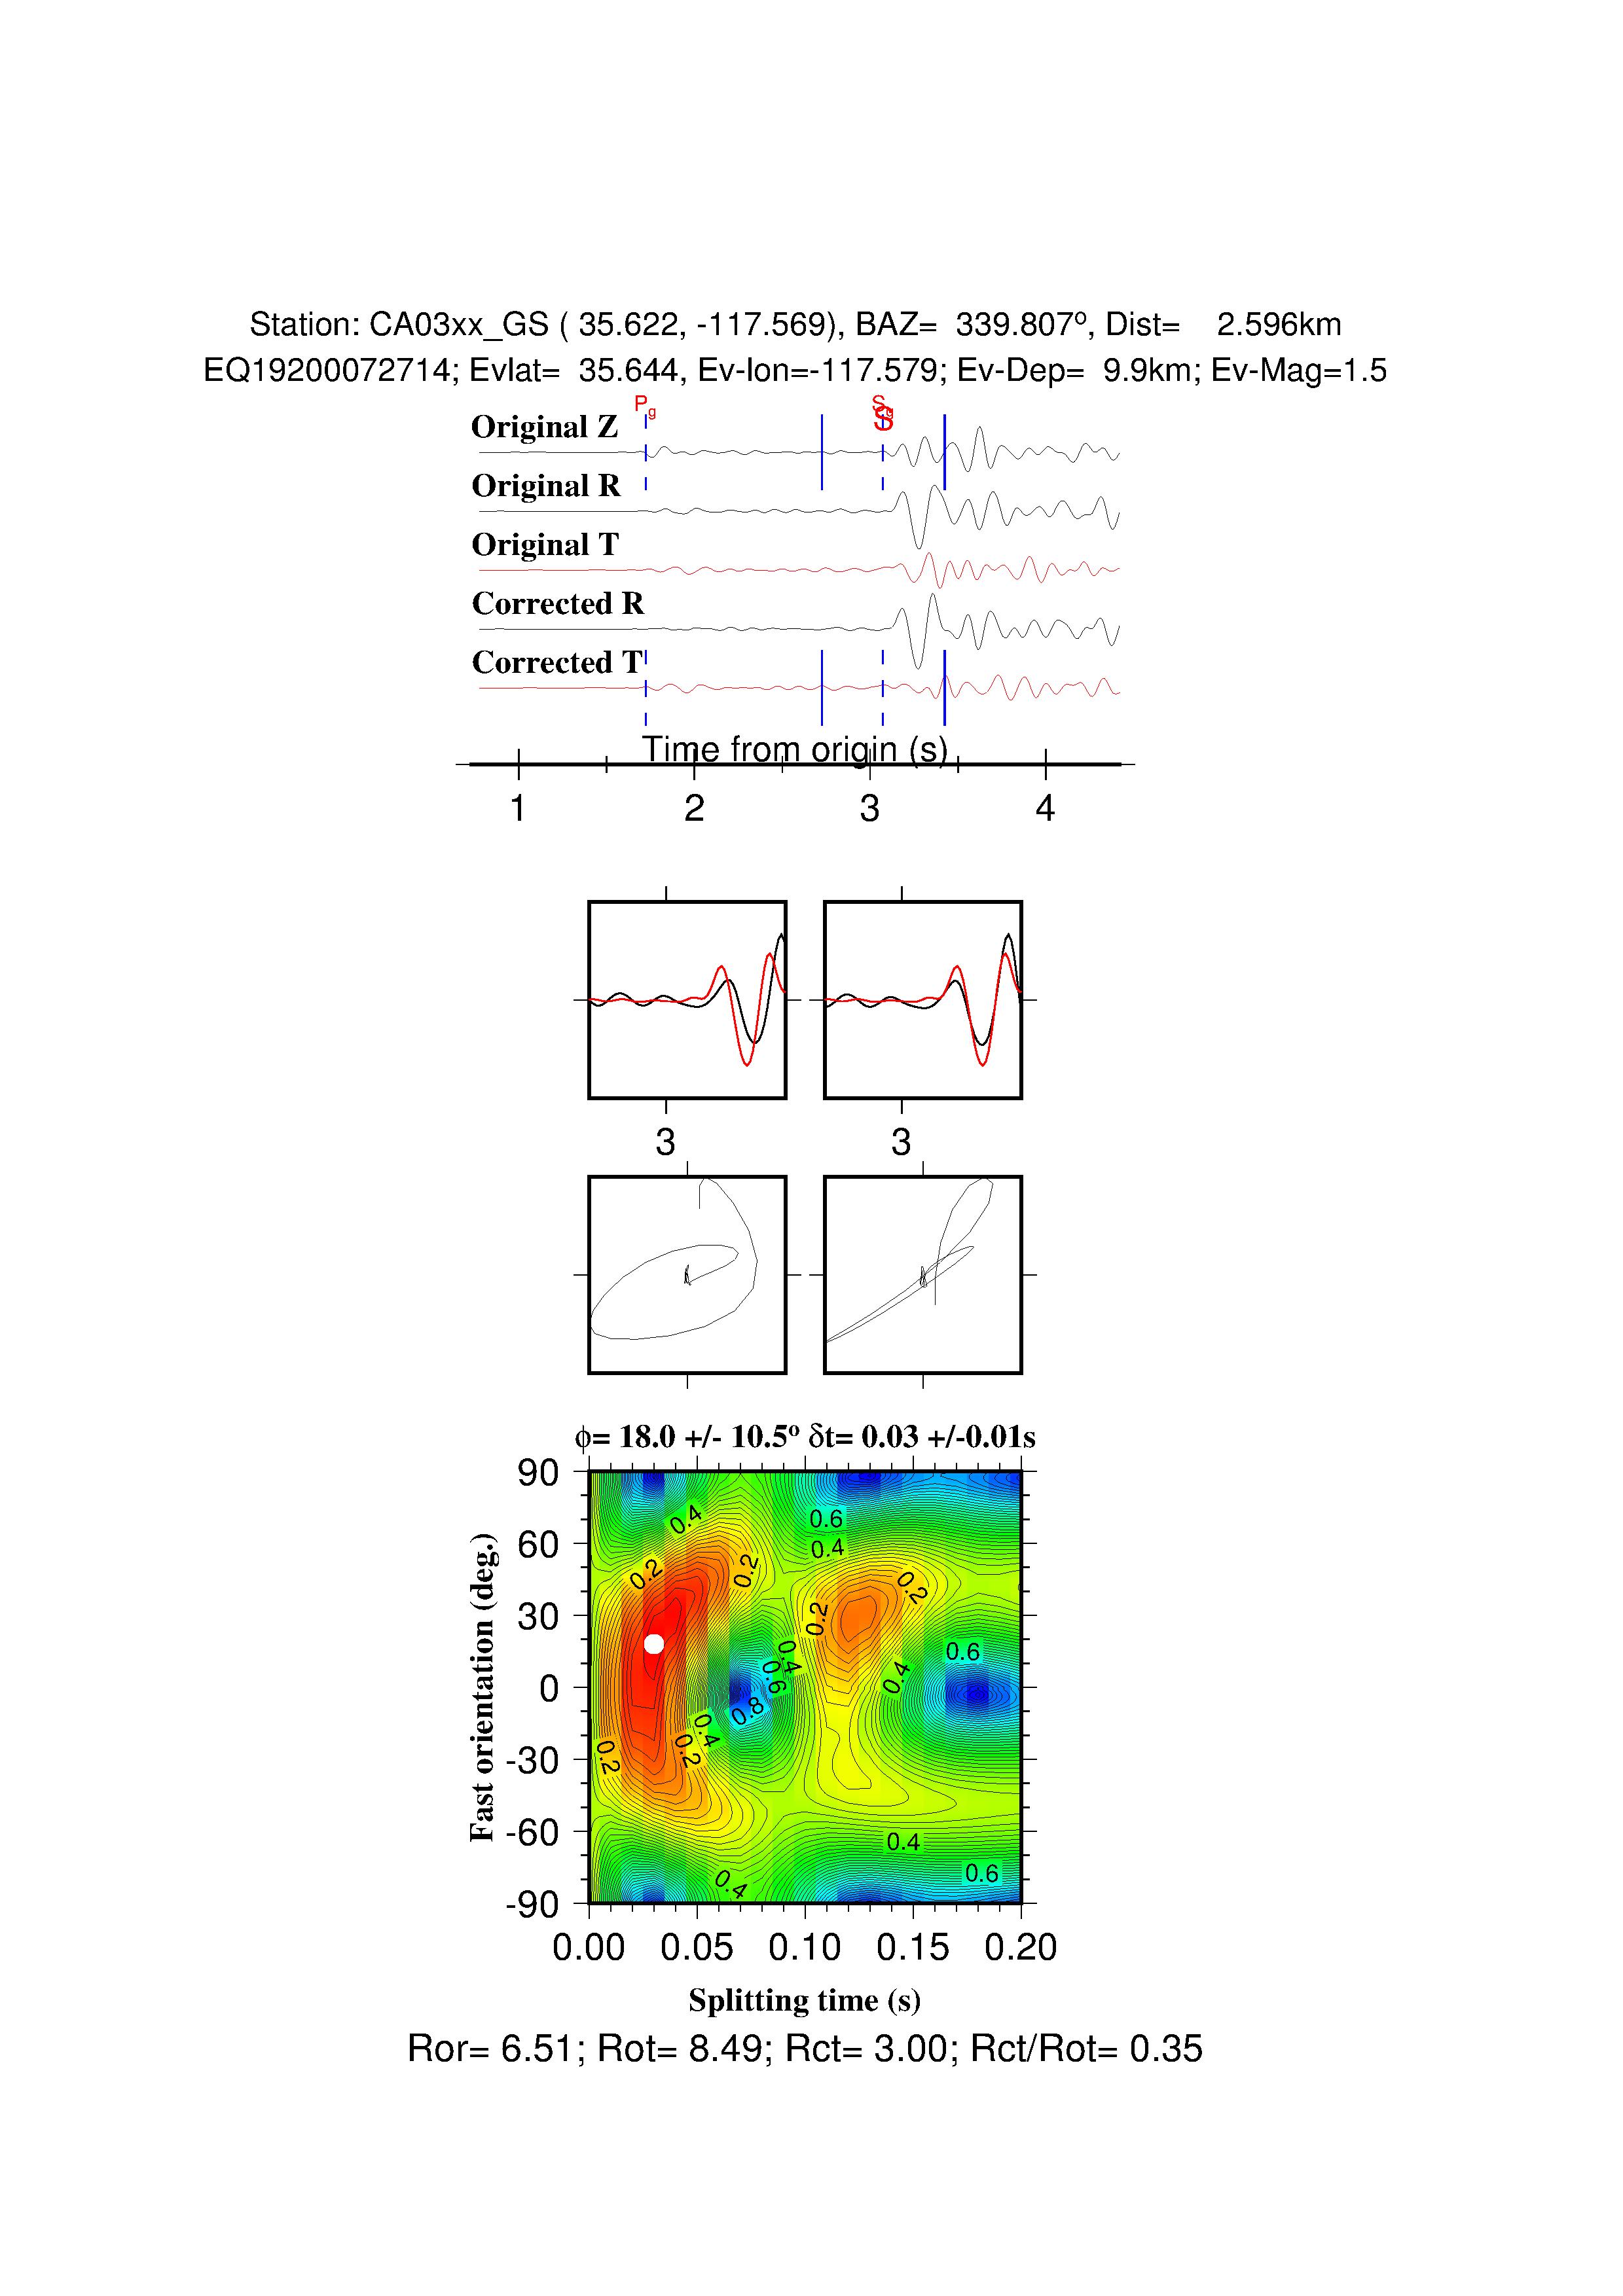 Station: CA03xx_GS ( 35.622, -117.569), BAZ= 339.807º, Dist= 2.596km
EQ19200072714; Evlat= 35.644, Ev-lon=-117.579; Ev-Dep= 9.9km; Ev-Mag=1.5
Pg Sg
S
Original Z
Original R
Original T
Corrected R
Corrected T
Time from origin (s)
1 2 3 4
3 3
ϕ= 18.0 +/- 10.5º δt= 0.03 +/-0.01s
Fast orientation (deg.)
90
60
30
0
-30
-60
-90
0.4 0.6
0.4
0.2 0.2 0.2
0.2
0.4 0.6 0.6
0.4
0.8
0.4
0.2 0.2
0.4
0.4 0.6
0.00 0.05 0.10 0.15 0.20
Splitting time (s)
Ror= 6.51; Rot= 8.49; Rct= 3.00; Rct/Rot= 0.35